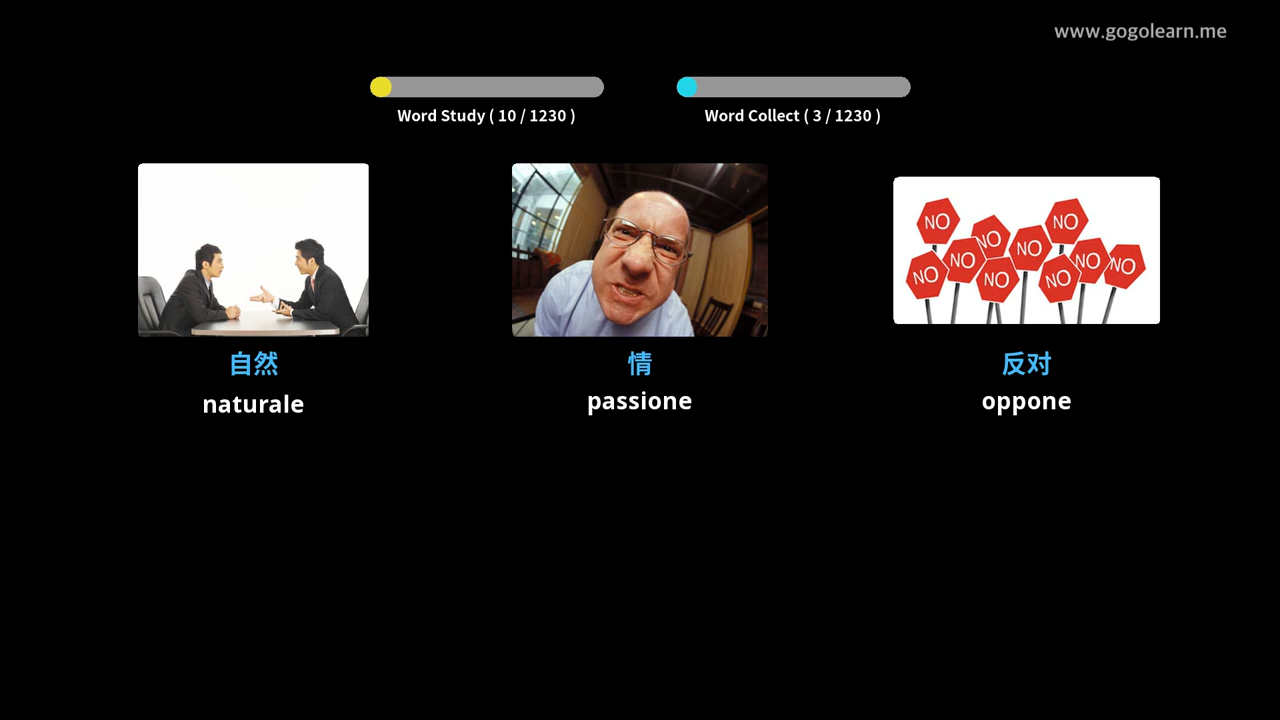 www.gogolearn.me
Word Study ( 10 / 1230 )
Word Collect ( 3 / 1230 )
NO
NO
NO
NO
NO
NO
NO
NO
NO
NO
自然
情
反对
naturale
passione
oppone